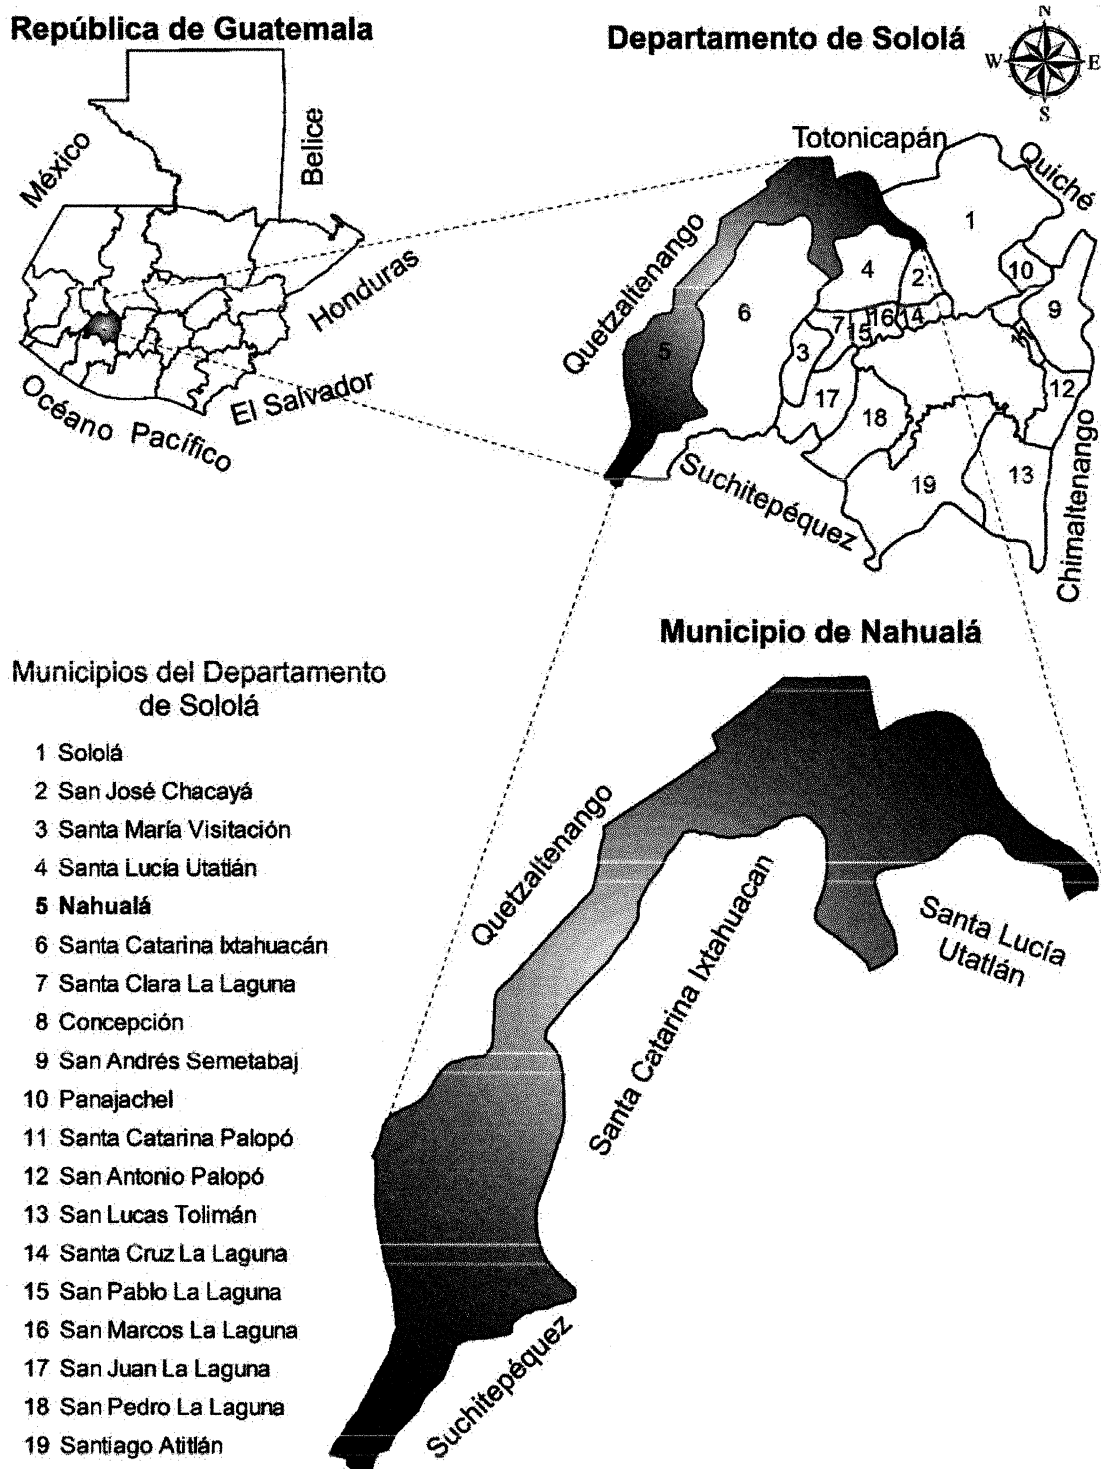 República de Guatemala
México
Belice
Honduras
El Salvador
Océano Pacífico
Departamento de Sololá
N
W
E
S
Totonicapán
Quiché
Quetzaltenango
Suchitepéquez
Chimaltenango
1
2
3
4
5
6
7
9
10
11
12
13
14
15
16
17
18
19
Municipio de Nahualá
Quetzaltenango
Santa Catarina Ixtahuacan
Santa Lucía
Utatlán
Suchitepéquez
Municipios del Departamento
de Sololá
1 Sololá
2 San José Chacayá
3 Santa María Visitación
4 Santa Lucía Utatlán
5 Nahualá
6 Santa Catarina Ixtahuacán
7 Santa Clara La Laguna
8 Concepción
9 San Andrés Semetabaj
10 Panajachel
11 Santa Catarina Palopó
12 San Antonio Palopó
13 San Lucas Tolimán
14 Santa Cruz La Laguna
15 San Pablo La Laguna
16 San Marcos La Laguna
17 San Juan La Laguna
18 San Pedro La Laguna
19 Santiago Atitlán